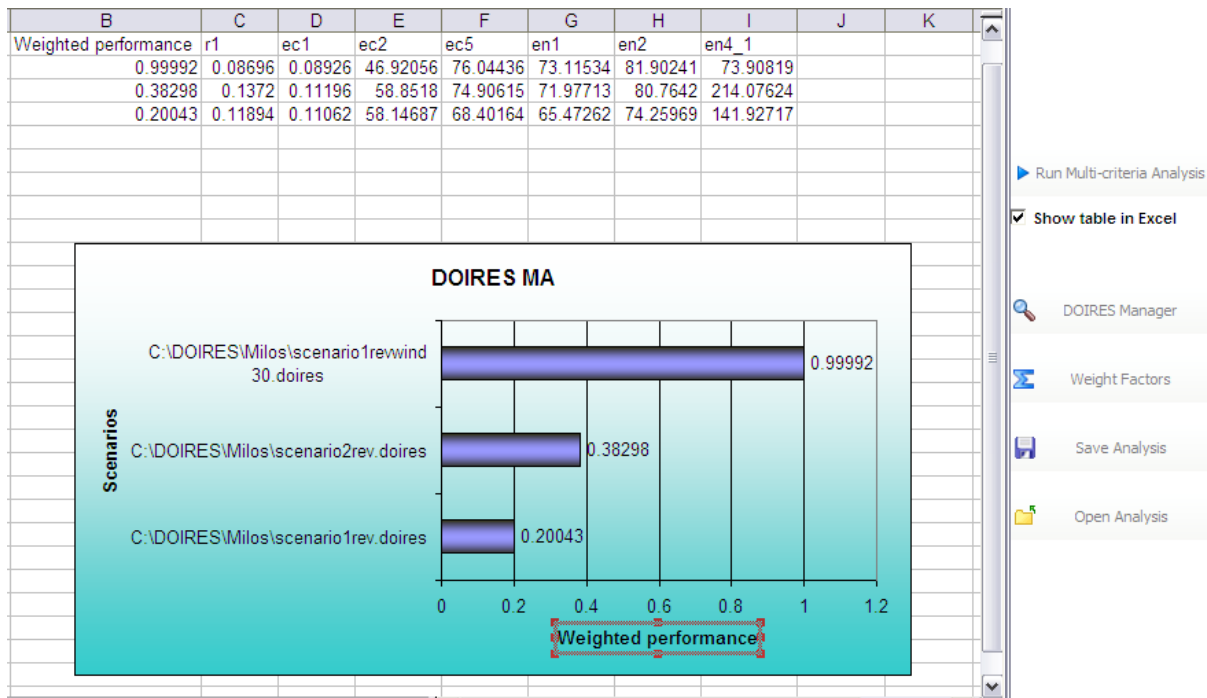 B C D E F G H I J K
Weighted performance r1 ec1 ec2 ec5 en1 en2 en4_1
0.99992 0.08696 0.08926 46.92056 76.04436 73.11534 81.90241 73.90819
0.38298 0.1372 0.11196 58.8518 74.90615 71.97713 80.7642 214.07624
0.20043 0.11894 0.11062 58.14687 68.40164 65.47262 74.25969 141.92717
Run Multi-criteria Analysis
Show table in Excel
DOIRES Manager
Weight Factors
Save Analysis
Open Analysis
DOIRES MA
Scenarios
C:\DOIRES\Milos\scenario1revwind
30.doires
0.99992
C:\DOIRES\Milos\scenario2rev.doires
0.38298
C:\DOIRES\Milos\scenario1rev.doires
0.20043
0 0.2 0.4 0.6 0.8 1 1.2
Weighted performance